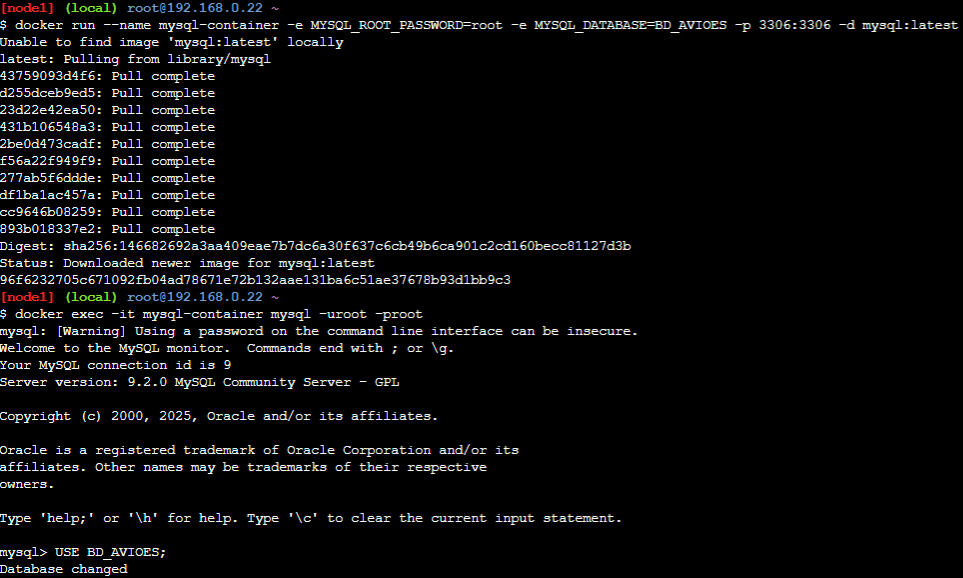 [node1] (local) root@192.168.0.22 ~
$ docker run --name mysql-container -e MYSQL_ROOT_PASSWORD=root -e MYSQL_DATABASE=BD_AVIOES -p 3306:3306 -d mysql:latest
Unable to find image 'mysql:latest' locally
latest: Pulling from library/mysql
43759093d4f6: Pull complete
d255dceb9ed5: Pull complete
23d22e42ea50: Pull complete
431b106548a3: Pull complete
2be0d473cadf: Pull complete
f56a22f949f9: Pull complete
277ab5f6ddde: Pull complete
df1ba1ac457a: Pull complete
cc9646b08259: Pull complete
893b018337e2: Pull complete
Digest: sha256:146682692a3aa409eae7b7dc6a30f637c6cb49b6ca901c2cd160becc81127d3b
Status: Downloaded newer image for mysql:latest
96f6232705c671092fb04ad78671e72b132aae131ba6c51ae37678b93d1bb9c3
[node1] (local) root@192.168.0.22 ~
$ docker exec -it mysql-container mysql -uroot -proot
mysql: [Warning] Using a password on the command line interface can be insecure.
Welcome to the MySQL monitor.  Commands end with ; or \g.
Your MySQL connection id is 9
Server version: 9.2.0 MySQL Community Server - GPL
Copyright (c) 2000, 2025, Oracle and/or its affiliates.
Oracle is a registered trademark of Oracle Corporation and/or its
affiliates. Other names may be trademarks of their respective
owners.
Type 'help;' or '\h' for help. Type '\c' to clear the current input statement.
mysql> USE BD_AVIOES;
Database changed